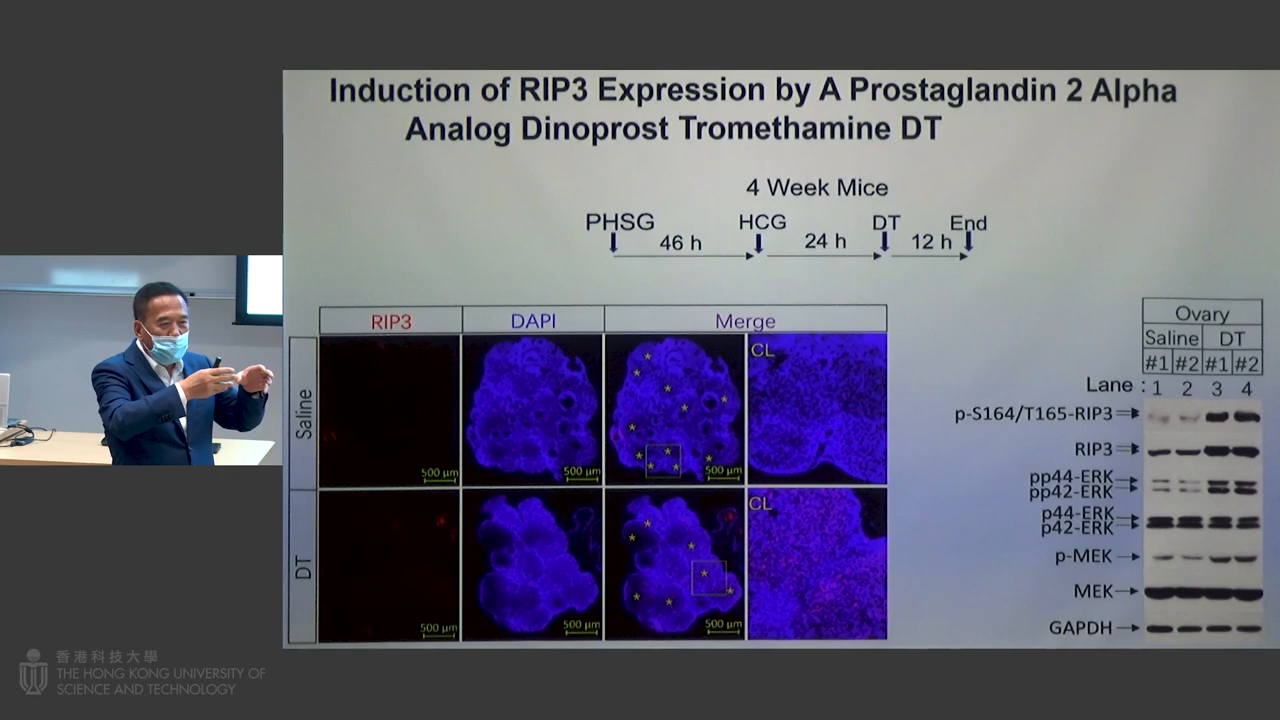 Induction of RIP3 Expression by A Prostaglandin 2 Alpha
Analog Dinoprost Tromethamine DT
4 Week Mice
PHSG HCG DT End
46 h 24 h 12 h
RIP3 DAPI Merge
Saline
CL
500 µm 500 µm 500 µm
DT
CL
500 µm 500 µm 500 µm
Ovary
Saline DT
#1 #2 #1 #2
Lane : 1 2 3 4
p-S164/T165-RIP3
RIP3
pp44-ERK
pp42-ERK
p44-ERK
p42-ERK
p-MEK
MEK
GAPDH
香港科技大學
THE HONG KONG UNIVERSITY OF
SCIENCE AND TECHNOLOGY